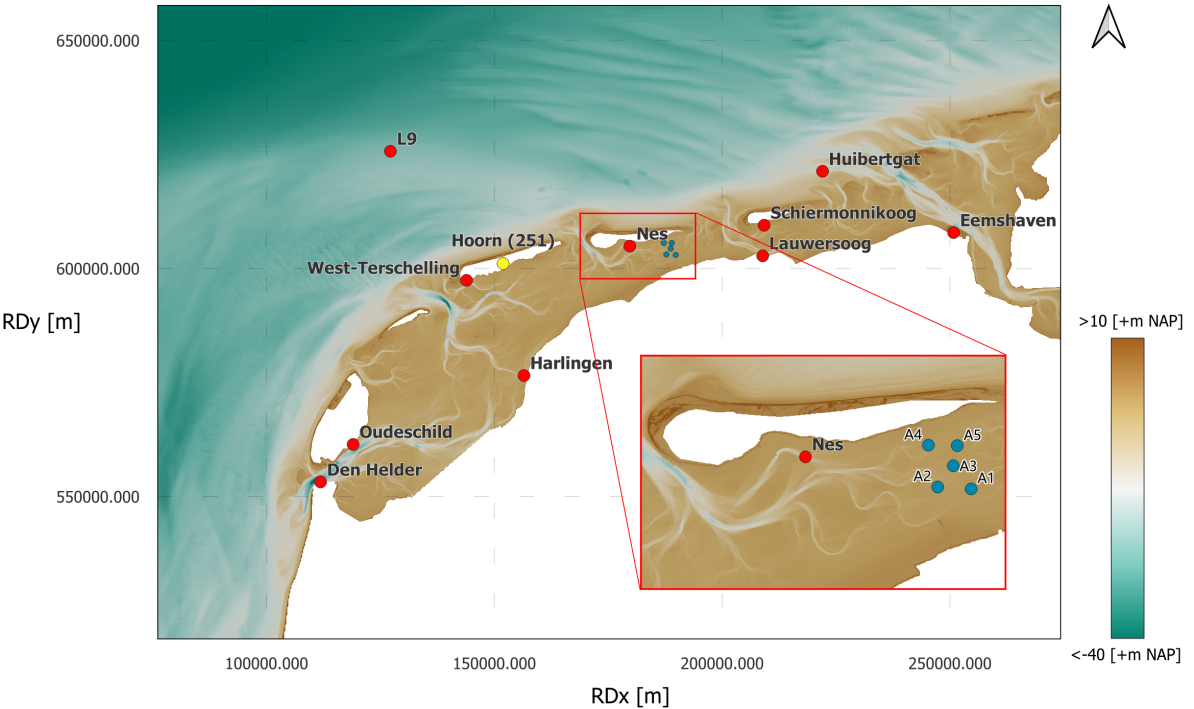 650000.000
L9
Huibertgat
Schiermonnikoog
Eemshaven
Nes
Hoorn (251)
Lauwersoog
West-Terschelling
600000.000
RDy [m]
>10 [+m NAP]
Harlingen
Oudeschild
Nes
A4
A5
A3
A2
A1
Den Helder
550000.000
<-40 [+m NAP]
100000.000
150000.000
200000.000
250000.000
RDx [m]